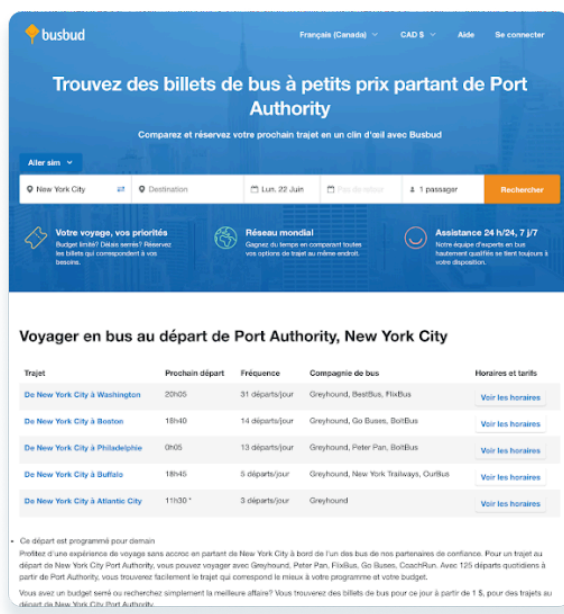 busbud
Français (Canada)
CAD $
Aide
Se connecter
Trouvez des billets de bus à petits prix partant de Port
Authority
Comparez et réservez votre prochain trajet en un clin d'œil avec Busbud
Aller sim
New York City
Destination
Lun. 22 Juin
Pas de retour
1 passager
Rechercher
Votre voyage, vos priorités
Budget limité? Délais serrés? Réservez
les billets qui correspondent à vos
besoins.
Réseau mondial
Gagnez du temps en comparant toutes
vos options de trajet au même endroit.
Assistance 24 h/24, 7 j/7
Notre équipe d'experts en bus
hautement qualifiés se tient toujours à
votre disposition.
Voyager en bus au départ de Port Authority, New York City
Trajet Prochain départ Fréquence Compagnie de bus Horaires et tarifs
De New York City à Washington 20h05 31 départs/jour Greyhound, BestBus, FlixBus Voir les horaires
De New York City à Boston 18h40 14 départs/jour Greyhound, Go Buses, BoltBus Voir les horaires
De New York City à Philadelphie 0h05 13 départs/jour Greyhound, Peter Pan, BoltBus Voir les horaires
De New York City à Buffalo 18h45 5 départs/jour Greyhound, New York Trailways, OurBus Voir les horaires
De New York City à Atlantic City 11h30 * 3 départs/jour Greyhound Voir les horaires
• Ce départ est programmé pour demain
Profitez d'une expérience de voyage sans accroc en partant de New York City à bord de l'un des bus de nos partenaires de confiance. Pour un trajet au
départ de New York City Port Authority, vous pouvez voyager avec Greyhound, Peter Pan, FlixBus, Go Buses, CoachRun. Avec 125 départs quotidiens à
partir de Port Authority, vous trouverez facilement le trajet qui correspond le mieux à votre programme et votre budget.
Vous avez un budget serré ou recherchez simplement la meilleure affaire? Vous trouverez des billets de bus pour ce jour à partir de 1 $, pour des trajets au
départ de New York City Port Authority.